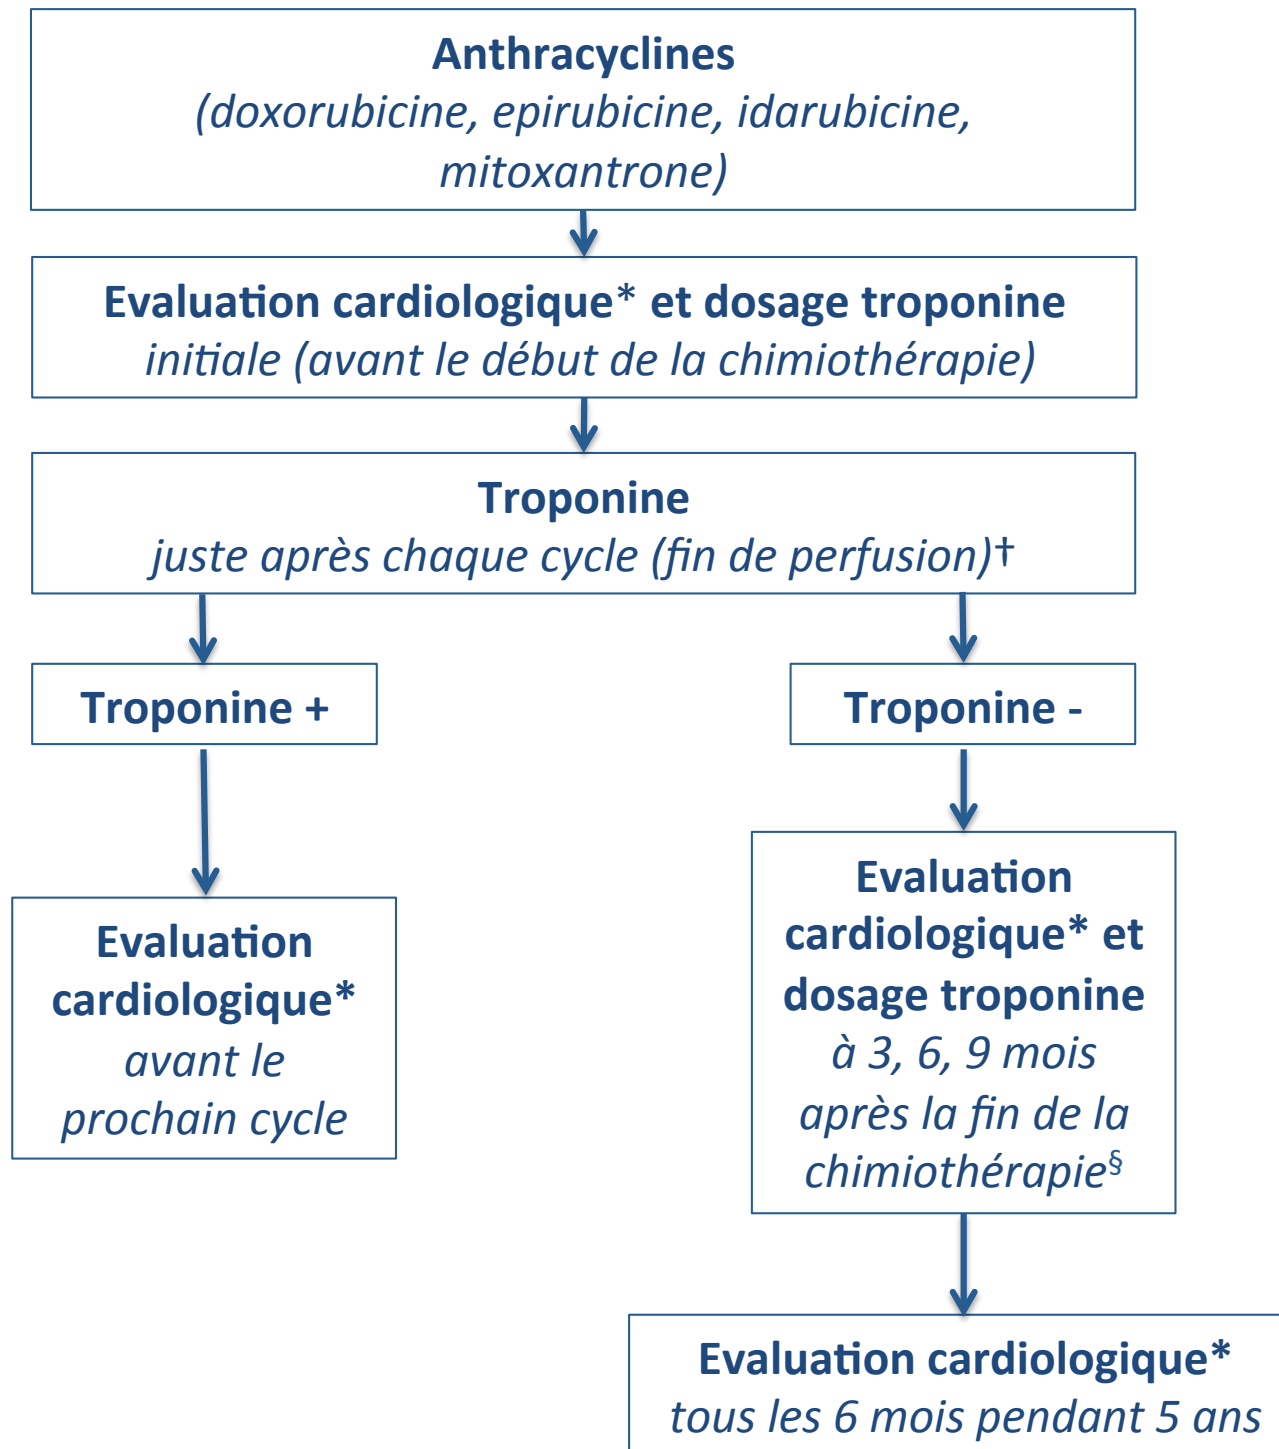 Anthracyclines
(doxorubicine, epirubicine, idarubicine,
mitoxantrone)
Evaluation cardiologique* et dosage troponine
initiale (avant le début de la chimiothérapie)
Troponine
juste après chaque cycle (fin de perfusion)†
Troponine +
Troponine -
Evaluation
cardiologique*
avant le
prochain cycle
Evaluation
cardiologique* et
dosage troponine
à 3, 6, 9 mois
après la fin de la
chimiothérapie§
Evaluation cardiologique*
tous les 6 mois pendant 5 ans